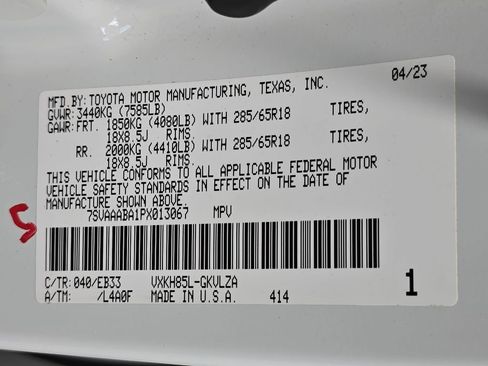 MFD.BY:TOYOTA MOTOR MANUFACTURING, TEXAS, INC. 04/23
GVWR:3440KG (7585LB)
GAWR:FRT. 1850KG (4080LB) WITH 285/65R18 TIRES,
18X8.5J RIMS.
RR. 2000KG (4410LB) WITH 285/65R18 TIRES,
18X8.5J RIMS.
THIS VEHICLE CONFORMS TO ALL APPLICABLE FEDERAL MOTOR
VEHICLE SAFETY STANDARDS IN EFFECT ON THE DATE OF
MANUFACTURE SHOWN ABOVE.
7SVAAABA1PX013067 MPV
C/TR:040/EB33 VXKH85L-GKVLZA
A/TM: /L4A0F MADE IN U.S.A. 414 1